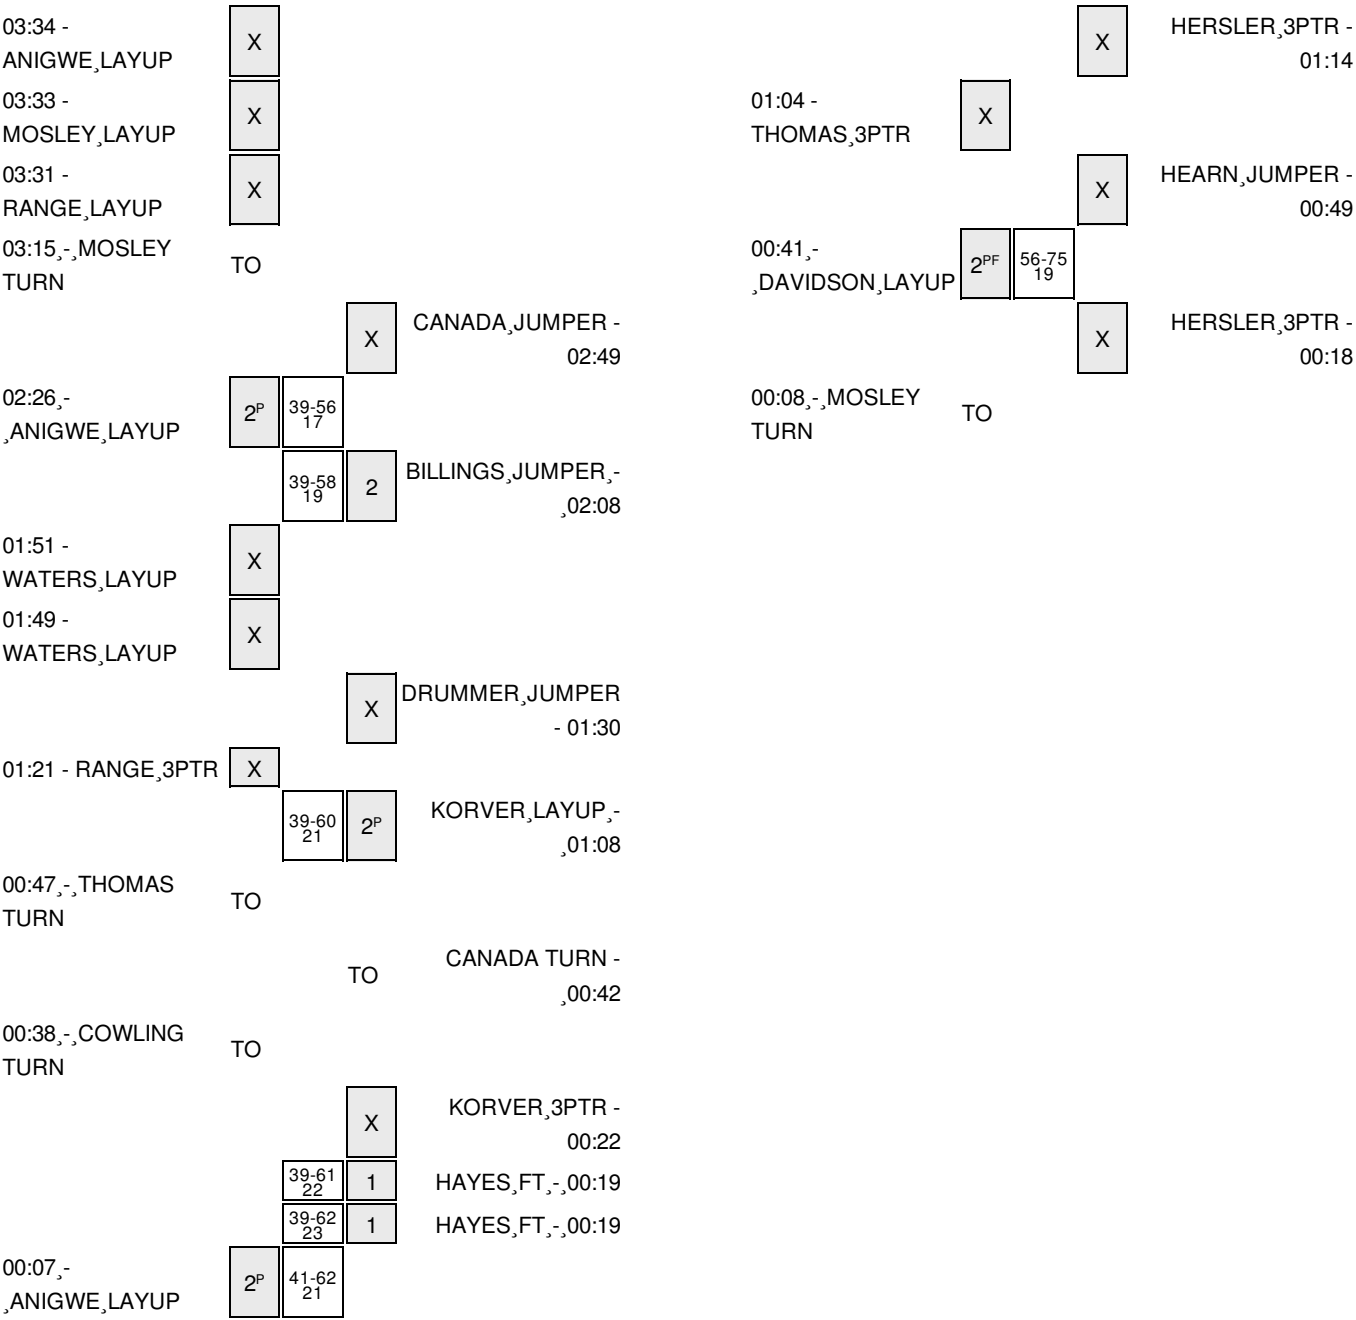 03:34 -
ANIGWE¸LAYUP
X
03:33 -
MOSLEY¸LAYUP
X
03:31 -
RANGE¸LAYUP
X
03:15¸-¸MOSLEY
TURN
TO
X
CANADA¸JUMPER -
02:49
02:26¸-
¸ANIGWE¸LAYUP
2P
39-56
17
39-58
19
2
BILLINGS¸JUMPER¸-
¸02:08
01:51 -
WATERS¸LAYUP
X
01:49 -
WATERS¸LAYUP
X
X
DRUMMER¸JUMPER
- 01:30
01:21 - RANGE¸3PTR
X
39-60
21
2P
KORVER¸LAYUP¸-
¸01:08
00:47¸-¸THOMAS
TURN
TO
TO
CANADA TURN -
¸00:42
00:38¸-¸COWLING
TURN
TO
X
KORVER¸3PTR -
00:22
39-61
22
1
HAYES¸FT¸-¸00:19
39-62
23
1
HAYES¸FT¸-¸00:19
00:07¸-
¸ANIGWE¸LAYUP
2P
41-62
21
X
HERSLER¸3PTR -
01:14
01:04 -
THOMAS¸3PTR
X
X
HEARN¸JUMPER -
00:49
00:41¸-
¸DAVIDSON¸LAYUP
2PF
56-75
19
X
HERSLER¸3PTR -
00:18
00:08¸-¸MOSLEY
TURN
TO